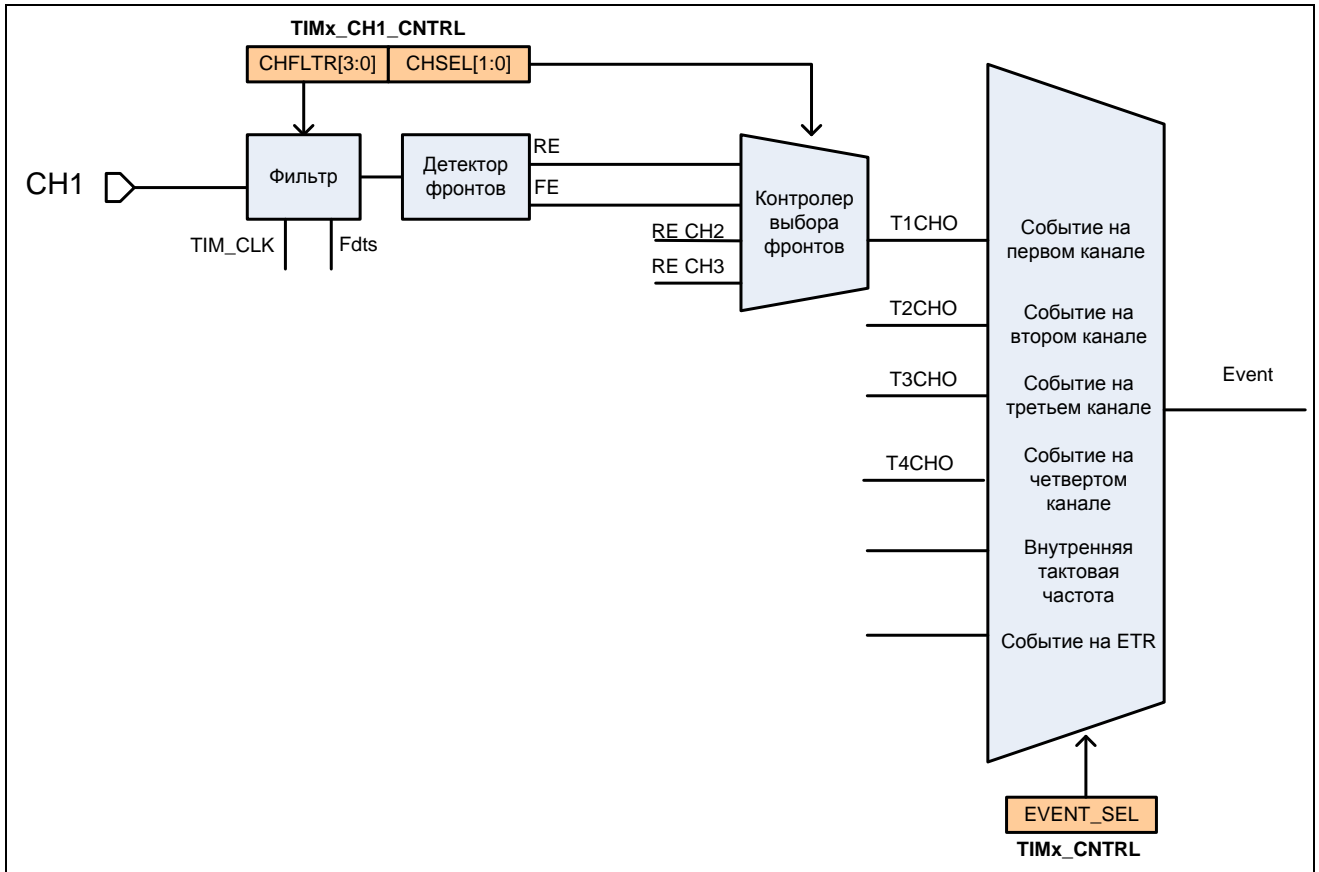 TIMx_CH1_CNTRL
CHFLTR[3:0]
CHSEL[1:0]
CH1
Фильтр
TIM_CLK
Fdts
Детектор
фронтов
RE
FE
RE CH2
RE CH3
Контролер
выбора
фронтов
T1CHO
T2CHO
T3CHO
T4CHO
Событие на
первом канале
Событие на
втором канале
Событие на
третьем канале
Событие на
четвертом
канале
Внутренняя
тактовая
частота
Событие на ETR
Event
EVENT_SEL
TIMx_CNTRL